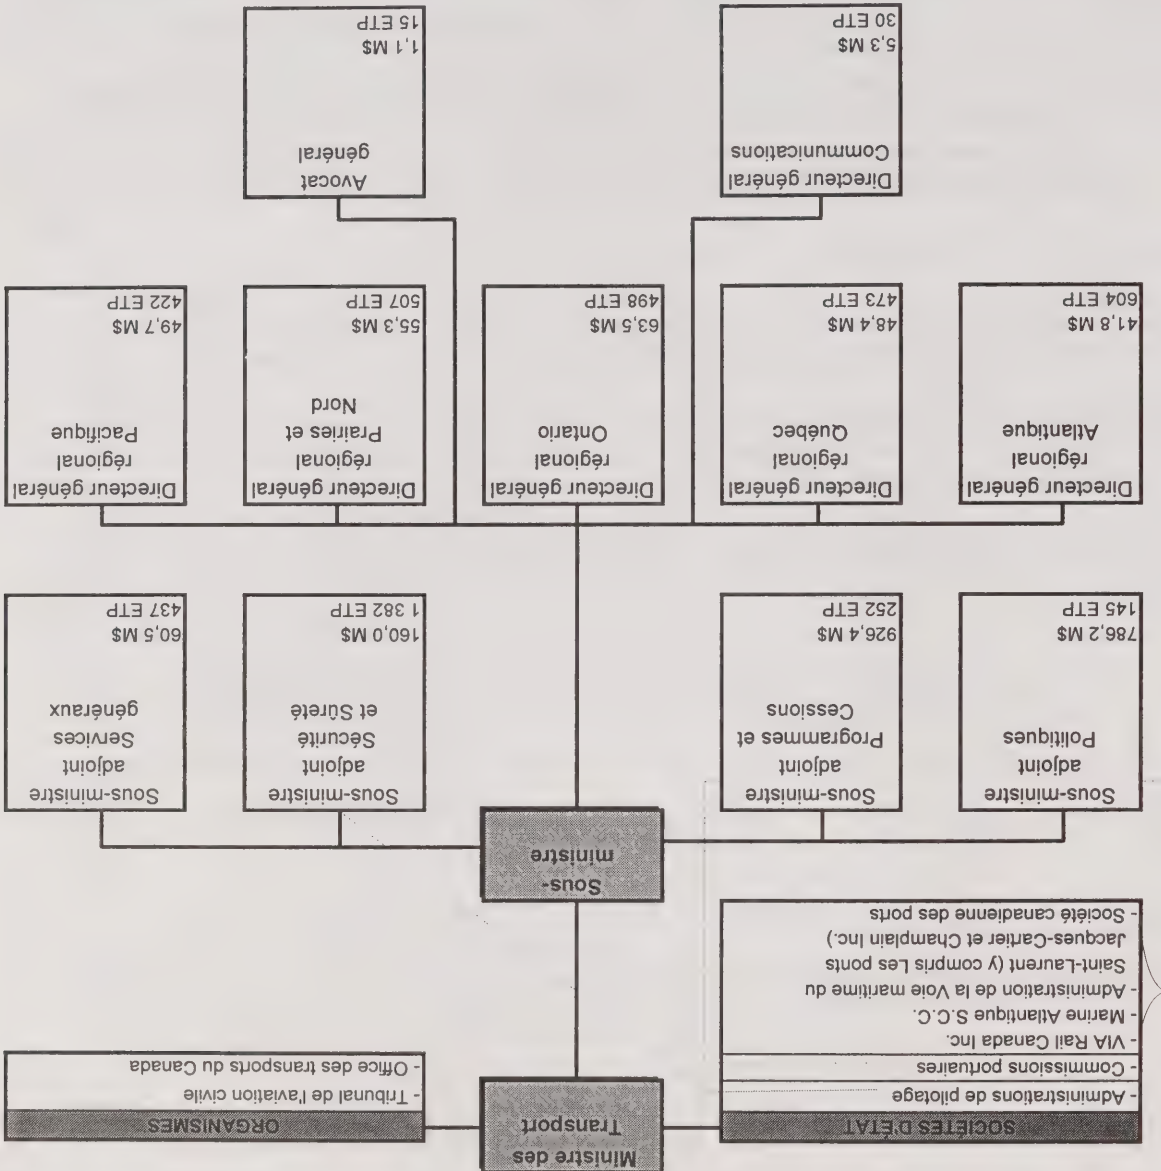 Ministre des
Transport
SOCIÉTÉS D'ÉTAT
- Administrations de pilotage
- Commissions portuaires
- VIA Rail Canada Inc.
- Marine Atlantique S.C.C.
- Administration de la Voie maritime du
Saint-Laurent (y compris Les ponts
Jacques-Cartier et Champlain Inc.)
- Société canadienne des ports
ORGANISMES
- Tribunal de l'aviation civile
- Office des transports du Canada
Sous-
ministre
Sous-ministre
adjoint
Politiques
786,2 M$
145 ETP
Sous-ministre
adjoint
Programmes et
Cessions
926,4 M$
252 ETP
Sous-ministre
adjoint
Sécurité
et Sûreté
160,0 M$
1 382 ETP
Sous-ministre
adjoint
Services
généraux
60,5 M$
437 ETP
Directeur général
régional
Atlantique
41,8 M$
604 ETP
Directeur général
régional
Québec
48,4 M$
473 ETP
Directeur général
régional
Ontario
63,5 M$
498 ETP
Directeur général
régional
Prairies et
Nord
55,3 M$
507 ETP
Directeur général
régional
Pacifique
49,7 M$
422 ETP
Directeur général
Communications
5,3 M$
30 ETP
Avocat
général
1,1 M$
15 ETP